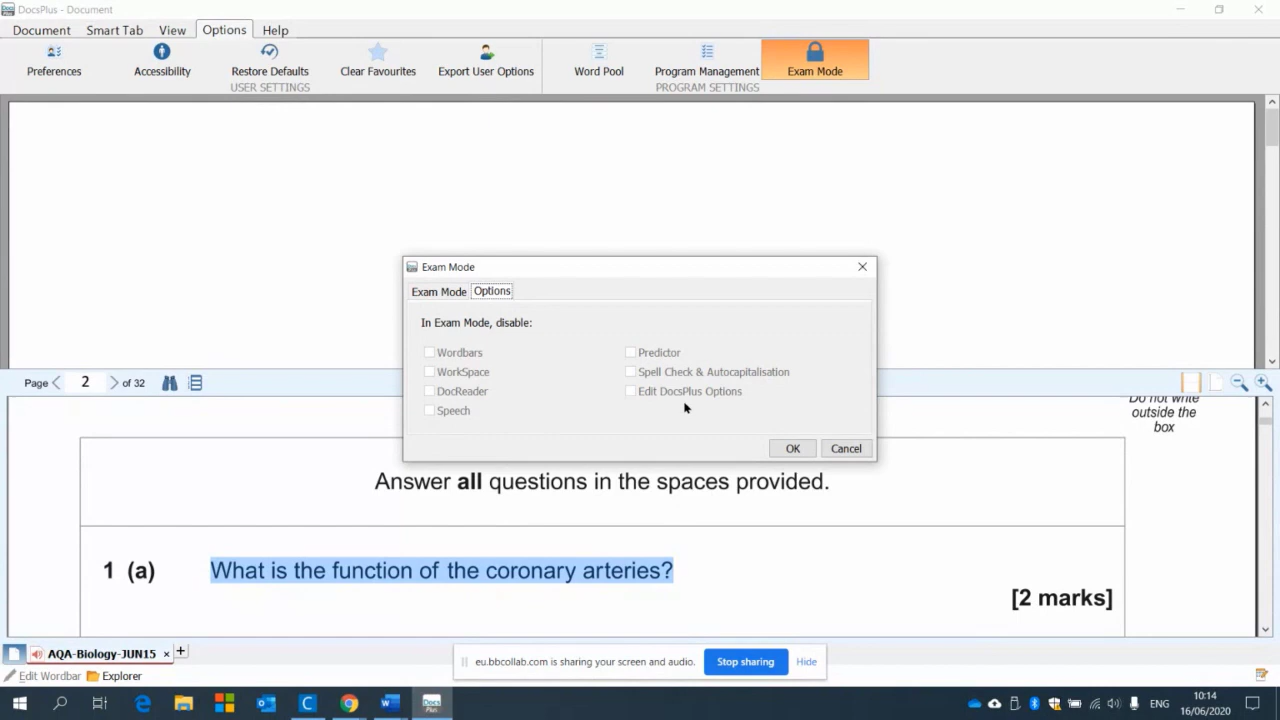 DocsPlus - Document
Document Smart Tab View Options Help
Preferences Accessibility Restore Defaults Clear Favourites Export User Options Word Pool Program Management Exam Mode
USER SETTINGS PROGRAM SETTINGS
Exam Mode
Exam Mode Options
In Exam Mode, disable:
Wordbars Predictor
WorkSpace Spell Check & Autocapitalisation
DocReader Edit DocsPlus Options
Speech
OK Cancel
Page 2 of 32
Do not write
outside the
box
Answer all questions in the spaces provided.
1 (a) What is the function of the coronary arteries?
[2 marks]
AQA-Biology-JUN15 × +
eu.bbcollab.com is sharing your screen and audio. Stop sharing Hide
Edit Wordbar Explorer
ENG
10:14
16/06/2020